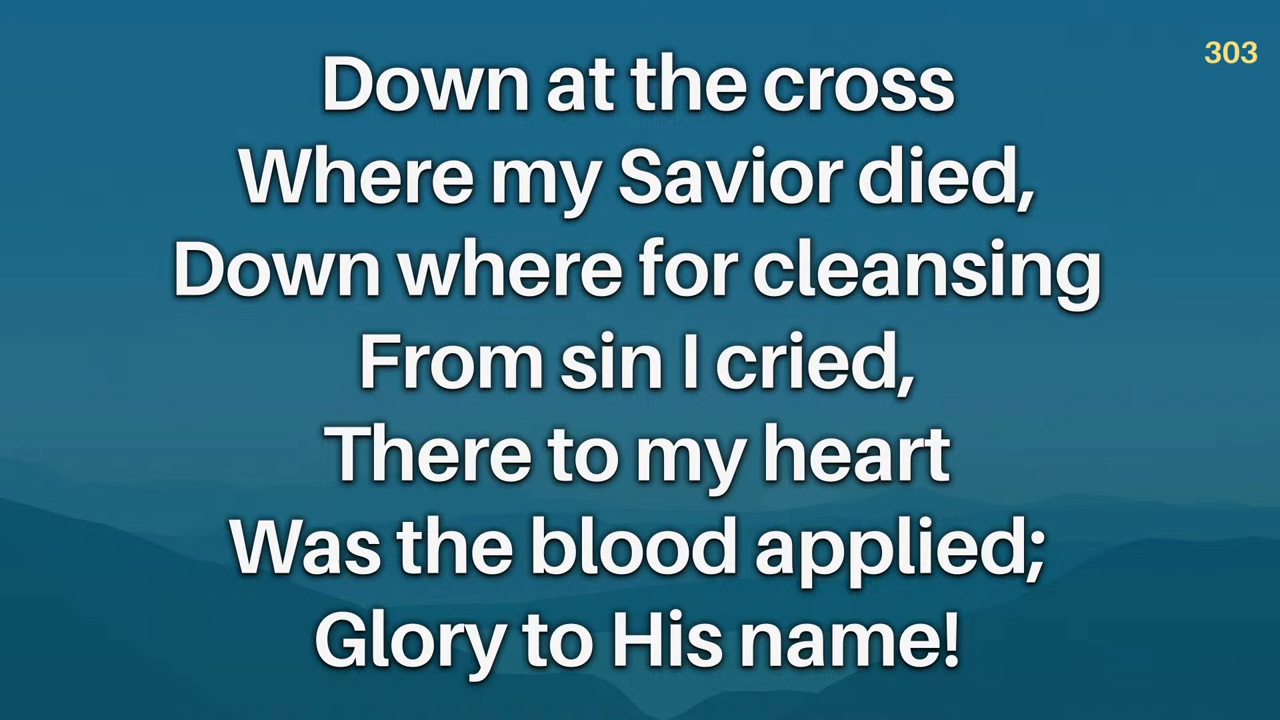 303
Down at the cross
Where my Savior died,
Down where for cleansing
From sin I cried,
There to my heart
Was the blood applied;
Glory to His name!